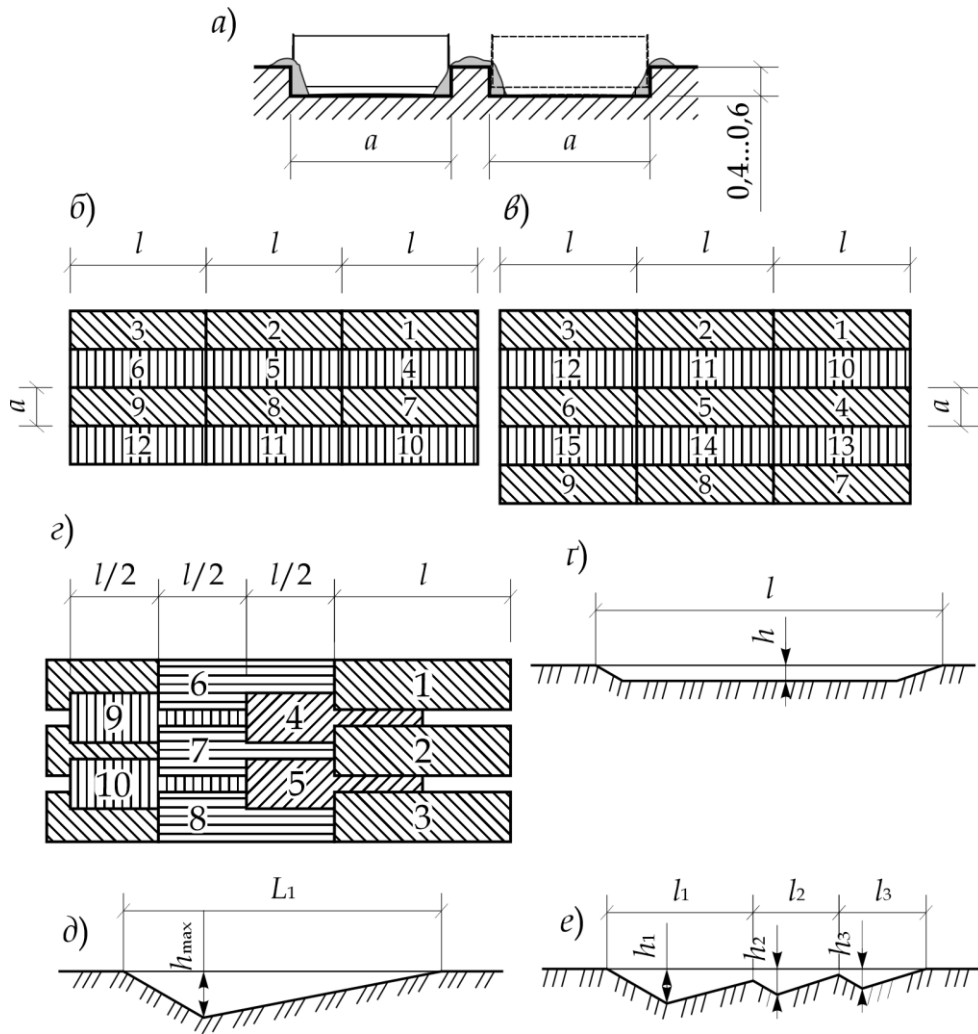 а)
a a
0,4...0,6
б) в)
l l l l l l
3 2 1
6 5 4
9 8 7
12 11 10
a
3 2 1
12 11 10
6 5 4
15 14 13
9 8 7
a
г) ґ)
l/2 l/2 l/2 l
6 1
9 4
7 2
10 5
8 3
l
h
д) е)
L₁
hmax
l₁ l₂ l₃
h₁ h₂ h₃